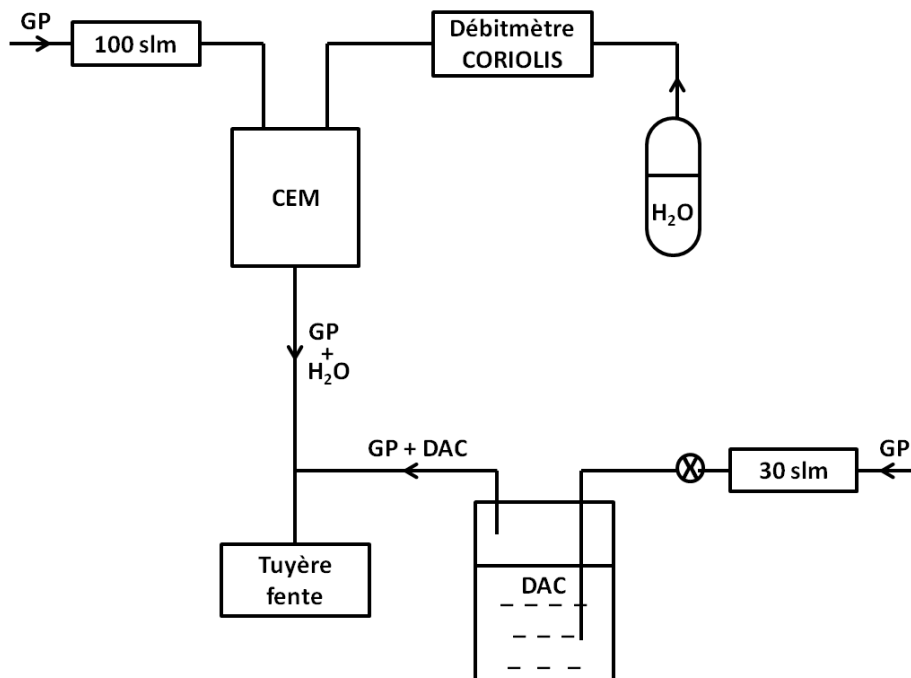 GP
100 slm
Débitmètre
CORIOLIS
CEM
H₂O
GP
+
H₂O
GP + DAC
GP
30 slm
DAC
Tuyère
fente